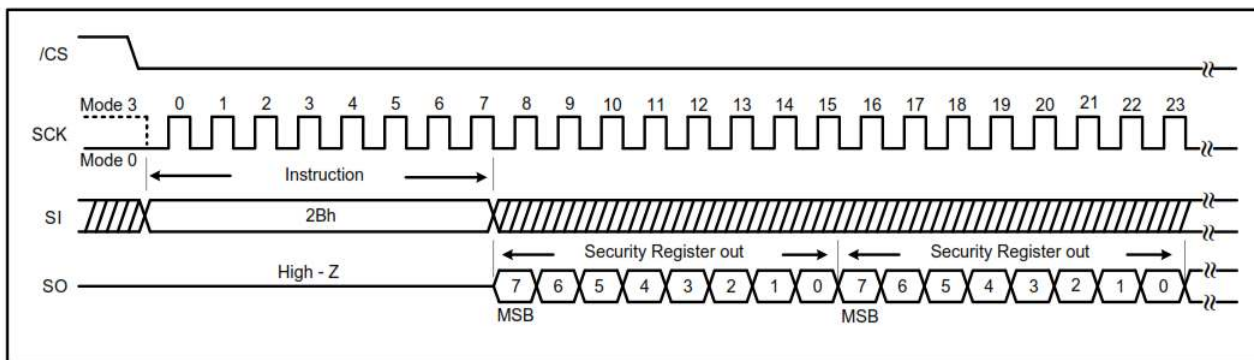 /CS
Mode 3 0 1 2 3 4 5 6 7 8 9 10 11 12 13 14 15 16 17 18 19 20 21 22 23
SCK
Mode 0
Instruction
SI 2Bh
Security Register out Security Register out
High - Z
SO 7 6 5 4 3 2 1 0 7 6 5 4 3 2 1 0
MSB MSB